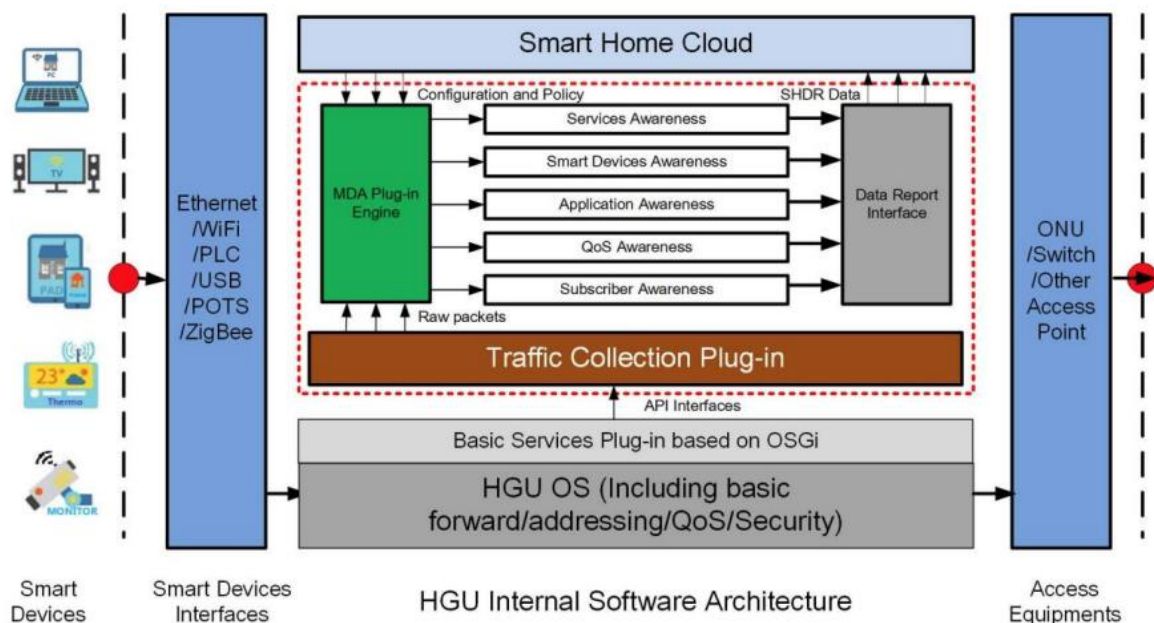 Smart Home Cloud
Configuration and Policy
SHDR Data
MDA Plug-in
Engine
Services Awareness
Smart Devices Awareness
Application Awareness
QoS Awareness
Subscriber Awareness
Data Report
Interface
Raw packets
Traffic Collection Plug-in
API Interfaces
Basic Services Plug-in based on OSGi
HGU OS (Including basic
forward/addressing/QoS/Security)
PC
TV
PAD
23°
Thermo
MONITOR
Ethernet
/WiFi
/PLC
/USB
/POTS
/ZigBee
ONU
/Switch
/Other
Access
Point
Smart
Devices
Smart Devices
Interfaces
HGU Internal Software Architecture
Access
Equipments